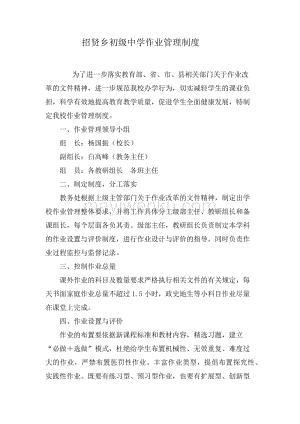 招贤乡初级中学作业管理制度
为了进一步落实教育部、省、市、县相关部门关于作业改
革的文件精神，进一步规范我校办学行为，切实减轻学生的课业负
担，科学有效地提高教育教学质量，促进学生全面健康发展，特制
定我校作业管理制度。
一、作业管理领导小组
组 长：杨国振（校长）
副组长：白高峰（教务主任）
组 员：各教研组长 各班班主任
二、制定制度，分工落实
教务处根据上级主管部门关于作业改革的文件精神，制定出学
校作业管理整体要求，并将工作具体分工级部主任、教研组长和备
课组长，每个层面各负其责。级部主任、教研组长负责制定本学科
的作业设置与评价制度，进行作业设计与评价的指导，同时负责作
业过程监控与监督记录。
三、控制作业总量
课外作业的科目及数量要求严格执行相关文件的有关规定，每
天书面家庭作业总量不超过 1.5 小时，政史地生等小科目作业尽量
在课堂上完成。
四、作业设置与评价
作业的布置要依据新课程标准和教材内容，精选习题，建立
“必做＋选做”模式，杜绝给学生布置机械性、无效重复、难度过
大的作业，严禁布置惩罚性作业。丰富作业类型，提倡布置探究性、
实践性作业。既要有练习型、预习型作业，也要有扩展型、创新型